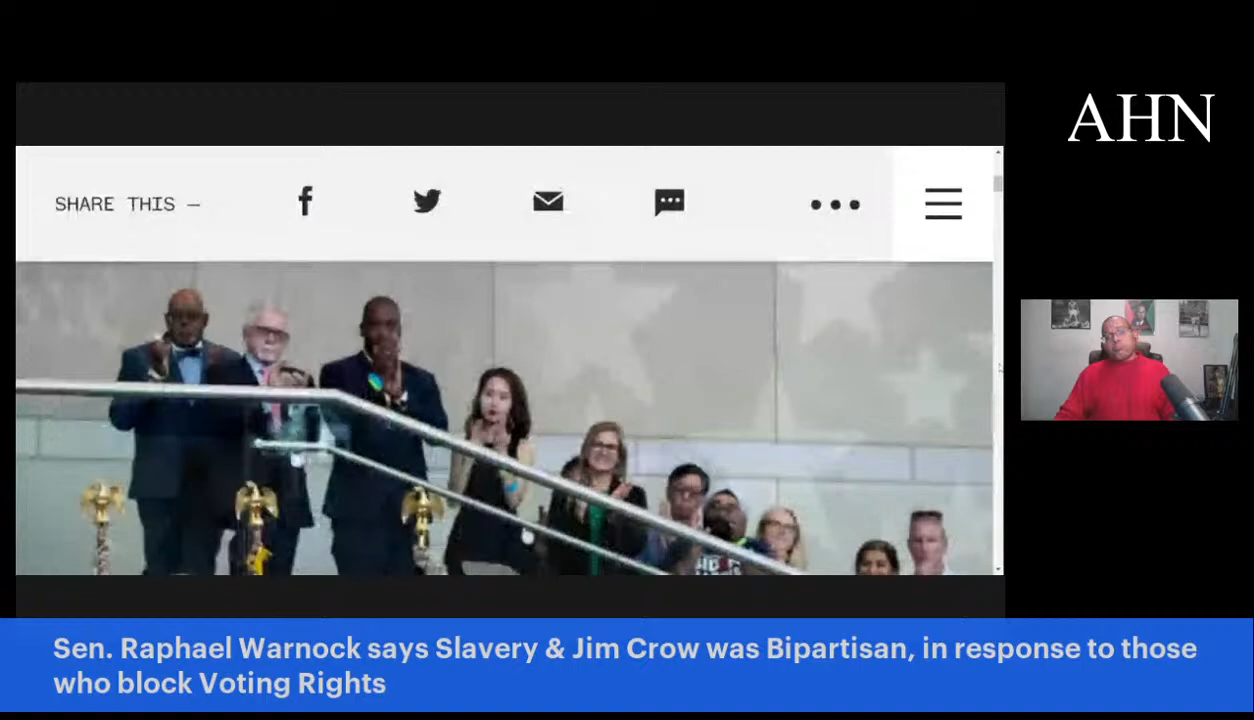 AHN
SHARE THIS —
Sen. Raphael Warnock says Slavery & Jim Crow was Bipartisan, in response to those
who block Voting Rights